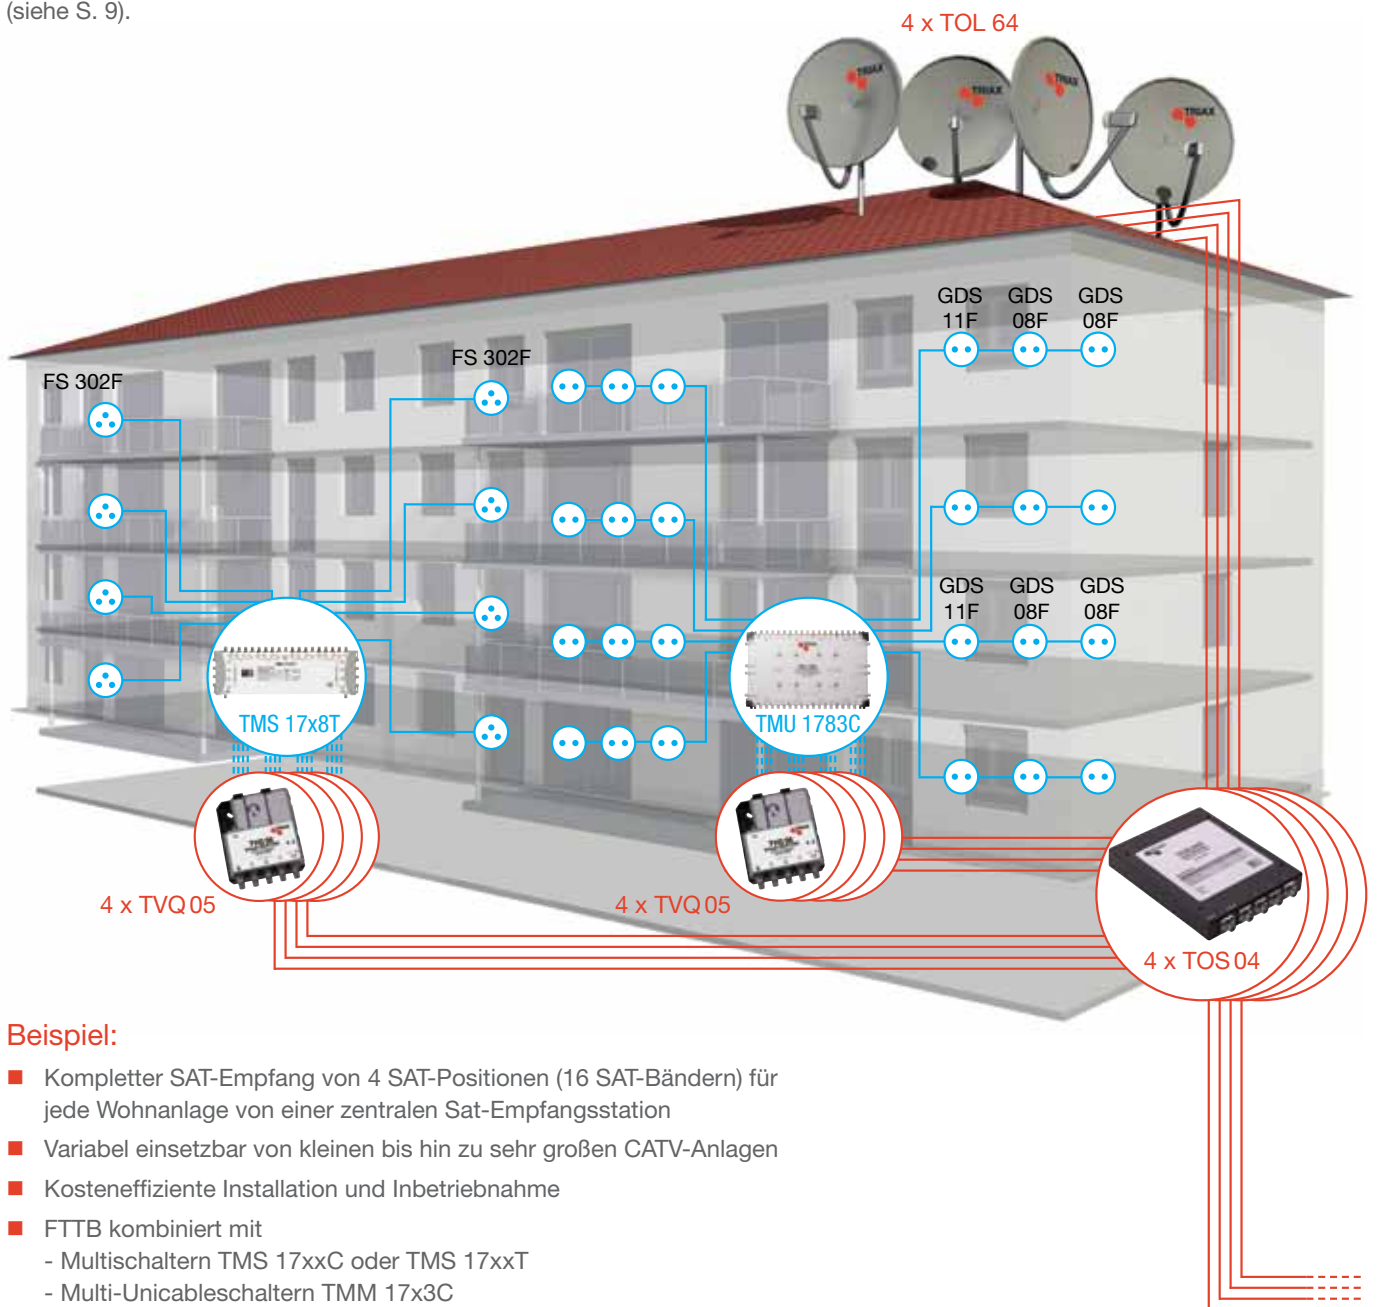 (siehe S. 9).
4 x TOL 64
TRIAX
TRIAX
TRIAX
TRIAX
GDS GDS GDS
11F 08F 08F
FS 302F
FS 302F
GDS GDS GDS
11F 08F 08F
TMS 17x8T
TMU 1783C
4 x TVQ 05
4 x TVQ 05
4 x TOS 04
Beispiel:
■ Kompletter SAT-Empfang von 4 SAT-Positionen (16 SAT-Bändern) für
jede Wohnanlage von einer zentralen Sat-Empfangsstation
■ Variabel einsetzbar von kleinen bis hin zu sehr großen CATV-Anlagen
■ Kosteneffiziente Installation und Inbetriebnahme
■ FTTB kombiniert mit
- Multischaltern TMS 17xxC oder TMS 17xxT
- Multi-Unicableschaltern TMM 17x3C